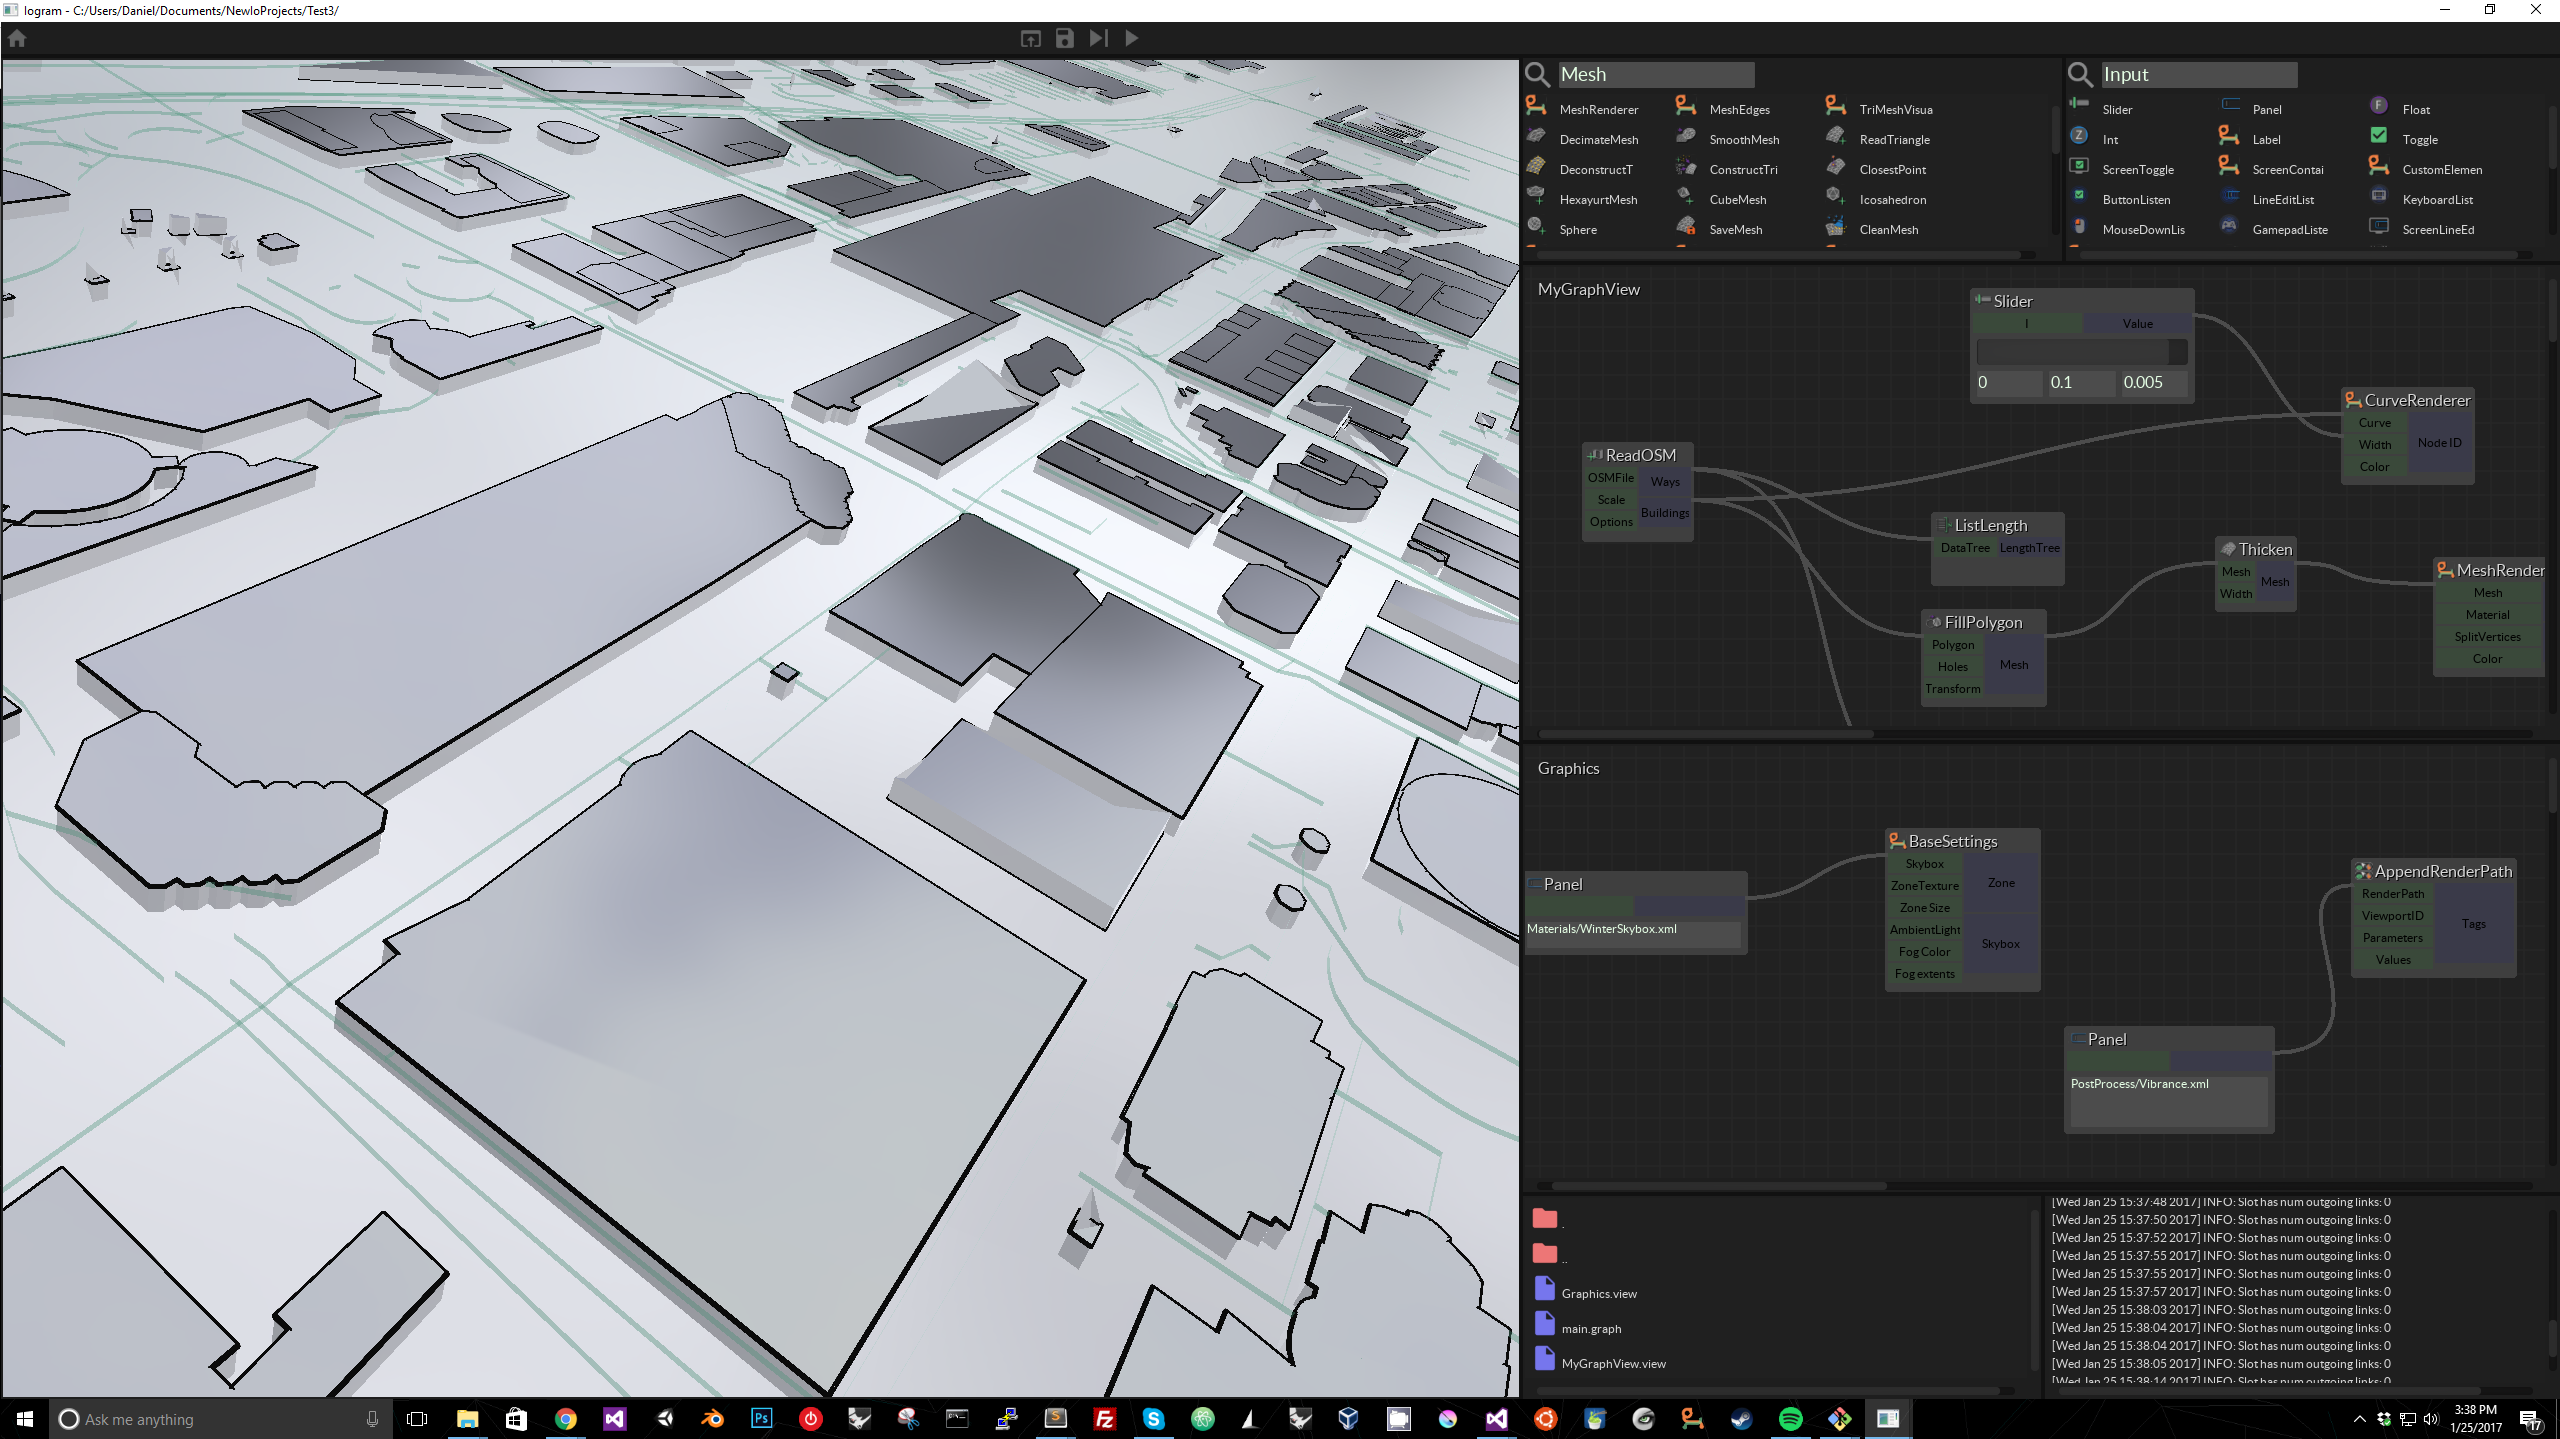 Iogram - C:/Users/Daniel/Documents/NewIoProjects/Test3/
Mesh
MeshRenderer MeshEdges TriMeshVisua
DecimateMesh SmoothMesh ReadTriangle
DeconstructT ConstructTri ClosestPoint
HexayurtMesh CubeMesh Icosahedron
Sphere SaveMesh CleanMesh
Input
Slider Panel Float
Int Label Toggle
ScreenToggle ScreenContai CustomElemen
ButtonListen LineEditList KeyboardList
MouseDownLis GamepadListe ScreenLineEd
MyGraphView
Slider
I Value
0 0.1 0.005
CurveRenderer
Curve
Width
Color
Node ID
ReadOSM
OSMFile
Scale
Options
Ways
Buildings
ListLength
DataTree LengthTree
Thicken
Mesh
Width
Mesh
MeshRender
Mesh
Material
SplitVertices
Color
FillPolygon
Polygon
Holes
Transform
Mesh
Graphics
BaseSettings
Skybox
ZoneTexture
Zone Size
AmbientLight
Fog Color
Fog extents
Zone
Skybox
Panel
Materials/WinterSkybox.xml
AppendRenderPath
RenderPath
ViewportID
Parameters
Values
Tags
Panel
PostProcess/Vibrance.xml
.
..
Graphics.view
main.graph
MyGraphView.view
[Wed Jan 25 15:37:48 2017] INFO: Slot has num outgoing links: 0
[Wed Jan 25 15:37:50 2017] INFO: Slot has num outgoing links: 0
[Wed Jan 25 15:37:52 2017] INFO: Slot has num outgoing links: 0
[Wed Jan 25 15:37:55 2017] INFO: Slot has num outgoing links: 0
[Wed Jan 25 15:37:55 2017] INFO: Slot has num outgoing links: 0
[Wed Jan 25 15:37:57 2017] INFO: Slot has num outgoing links: 0
[Wed Jan 25 15:38:03 2017] INFO: Slot has num outgoing links: 0
[Wed Jan 25 15:38:04 2017] INFO: Slot has num outgoing links: 0
[Wed Jan 25 15:38:04 2017] INFO: Slot has num outgoing links: 0
[Wed Jan 25 15:38:05 2017] INFO: Slot has num outgoing links: 0
[Wed Jan 25 15:38:14 2017] INFO: Slot has num outgoing links: 0
Ask me anything
3:38 PM
1/25/2017
17